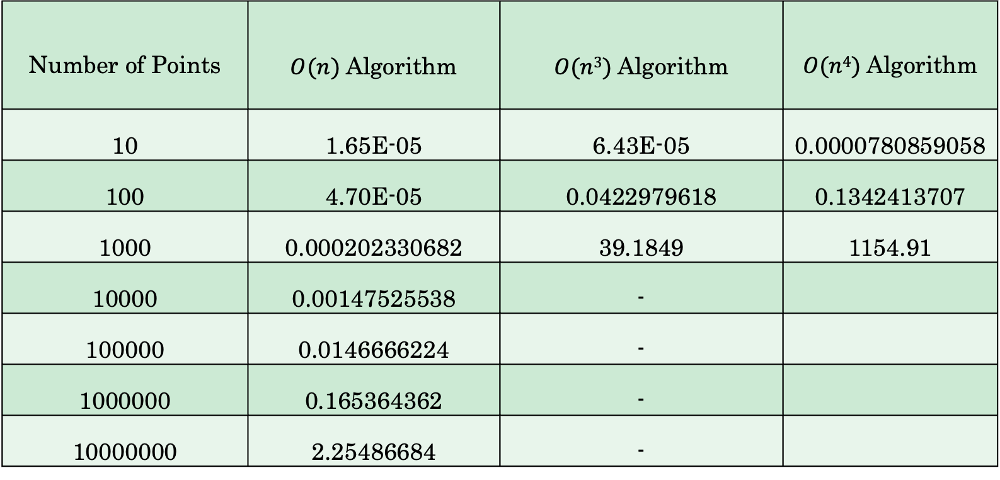 Number of Points O(n) Algorithm O(n³) Algorithm O(n⁴) Algorithm
10 1.65E-05 6.43E-05 0.0000780859058
100 4.70E-05 0.0422979618 0.1342413707
1000 0.000202330682 39.1849 1154.91
10000 0.00147525538 -
100000 0.0146666224 -
1000000 0.165364362 -
10000000 2.25486684 -